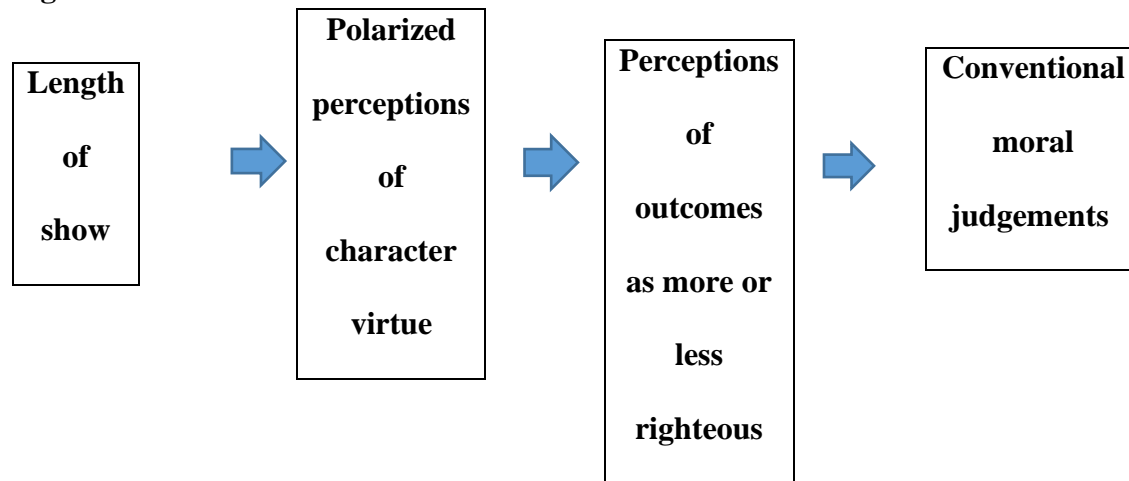 Length
of
show
Polarized
perceptions
of
character
virtue
Perceptions
of
outcomes
as more or
less
righteous
Conventional
moral
judgements